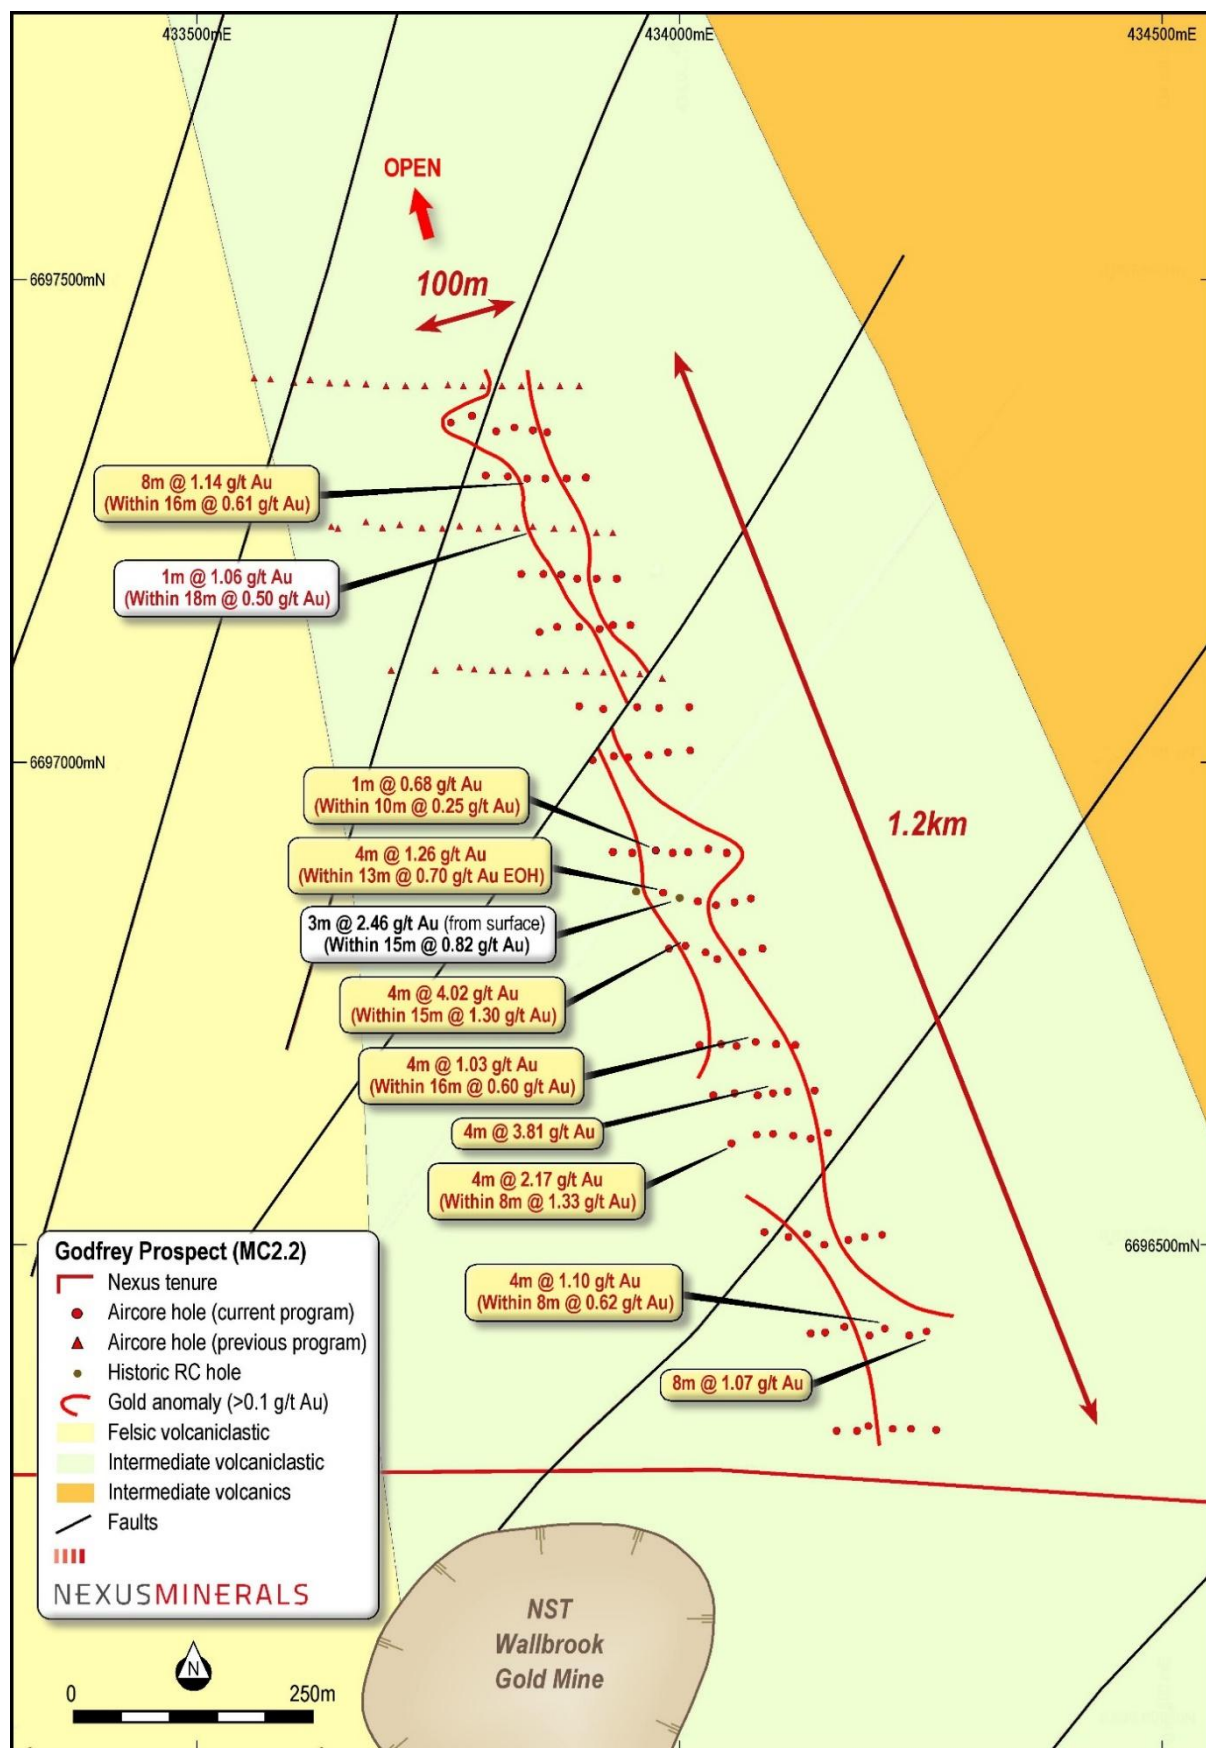 433500mE
434000mE
434500mE
OPEN
6697500mN
100m
8m @ 1.14 g/t Au
(Within 16m @ 0.61 g/t Au)
1m @ 1.06 g/t Au
(Within 18m @ 0.50 g/t Au)
6697000mN
1m @ 0.68 g/t Au
(Within 10m @ 0.25 g/t Au)
1.2km
4m @ 1.26 g/t Au
(Within 13m @ 0.70 g/t Au EOH)
3m @ 2.46 g/t Au (from surface)
(Within 15m @ 0.82 g/t Au)
4m @ 4.02 g/t Au
(Within 15m @ 1.30 g/t Au)
4m @ 1.03 g/t Au
(Within 16m @ 0.60 g/t Au)
4m @ 3.81 g/t Au
4m @ 2.17 g/t Au
(Within 8m @ 1.33 g/t Au)
6696500mN
4m @ 1.10 g/t Au
(Within 8m @ 0.62 g/t Au)
8m @ 1.07 g/t Au
Godfrey Prospect (MC2.2)
Nexus tenure
Aircore hole (current program)
Aircore hole (previous program)
Historic RC hole
Gold anomaly (>0.1 g/t Au)
Felsic volcaniclastic
Intermediate volcaniclastic
Intermediate volcanics
Faults
NEXUSMINERALS
NST
Wallbrook
Gold Mine
N
0 250m